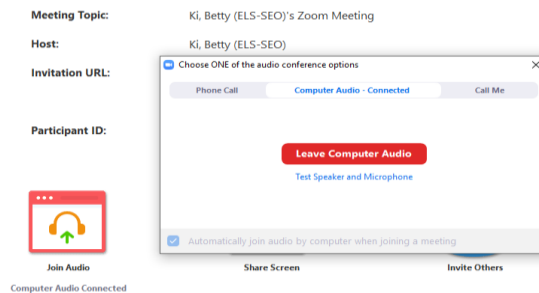 Meeting Topic: Ki, Betty (ELS-SEO)'s Zoom Meeting
Host: Ki, Betty (ELS-SEO)
Invitation URL:
Participant ID:
Choose ONE of the audio conference options
Phone Call Computer Audio - Connected Call Me
Leave Computer Audio
Test Speaker and Microphone
Automatically join audio by computer when joining a meeting
Join Audio Share Screen Invite Others
Computer Audio Connected